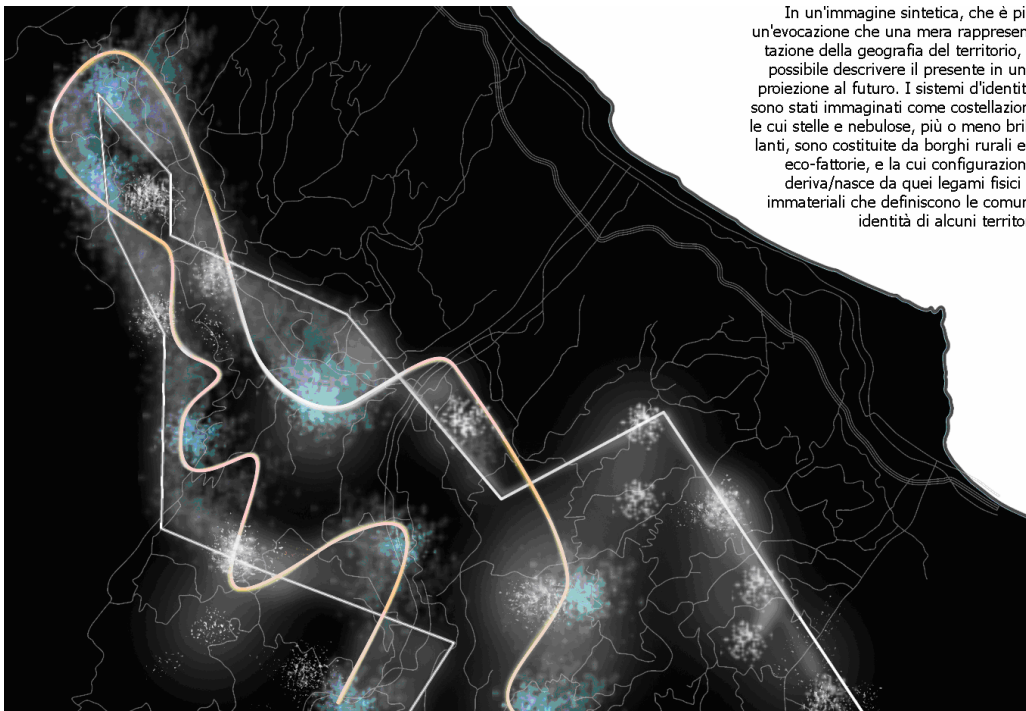 In un'immagine sintetica, che è pi
un'evocazione che una mera rappresen
tazione della geografia del territorio,
possibile descrivere il presente in un
proiezione al futuro. I sistemi d'identit
sono stati immaginati come costellazion
le cui stelle e nebulose, più o meno bril
lanti, sono costituite da borghi rurali e
eco-fattorie, e la cui configurazion
deriva/nasce da quei legami fisici
immateriali che definiscono le comun
identità di alcuni territo